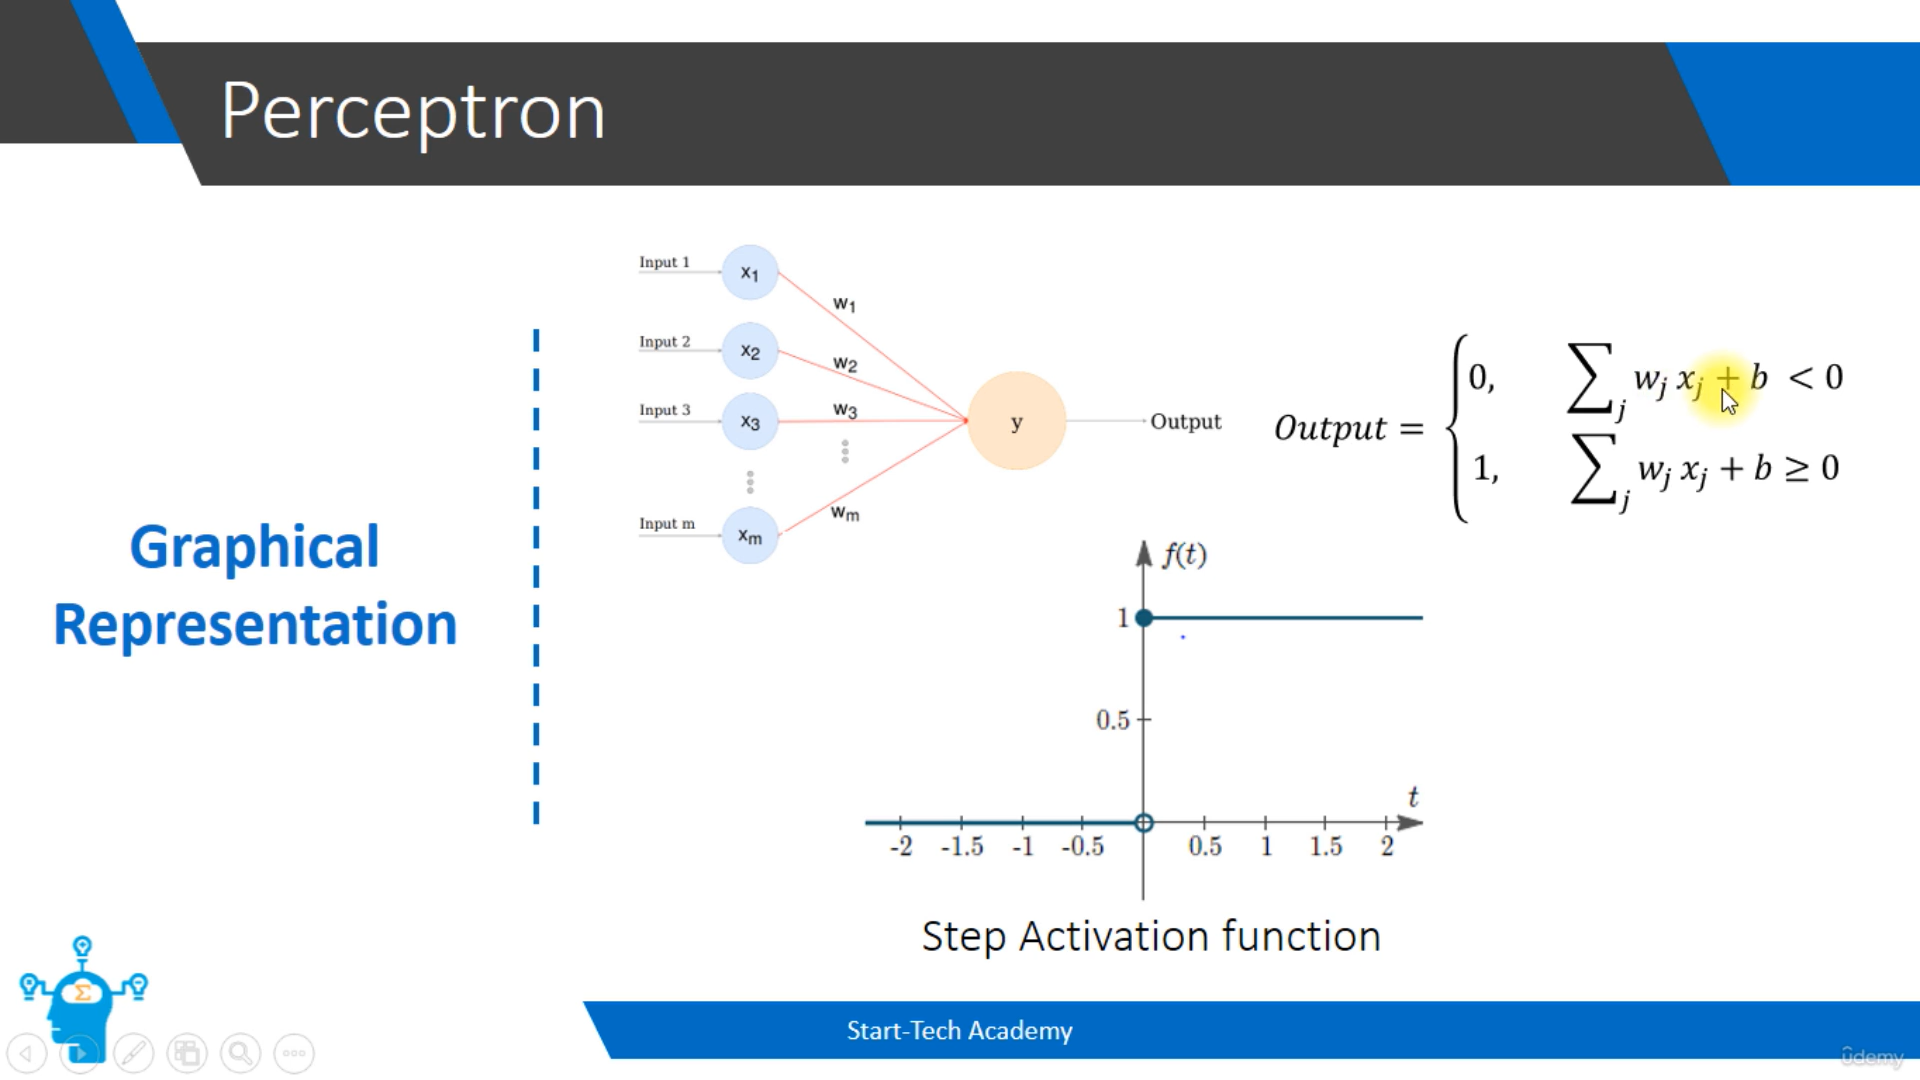 Perceptron
Graphical
Representation
Input 1 x₁ w₁
Input 2 x₂ w₂
Input 3 x₃ w₃
Input m xₘ wₘ
y
Output
Output =
0, ∑ⱼ wⱼ xⱼ + b < 0
1, ∑ⱼ wⱼ xⱼ + b ≥ 0
f(t)
1
0.5
t
-2 -1.5 -1 -0.5 0.5 1 1.5 2
Step Activation function
Σ
Start-Tech Academy
ûdemy